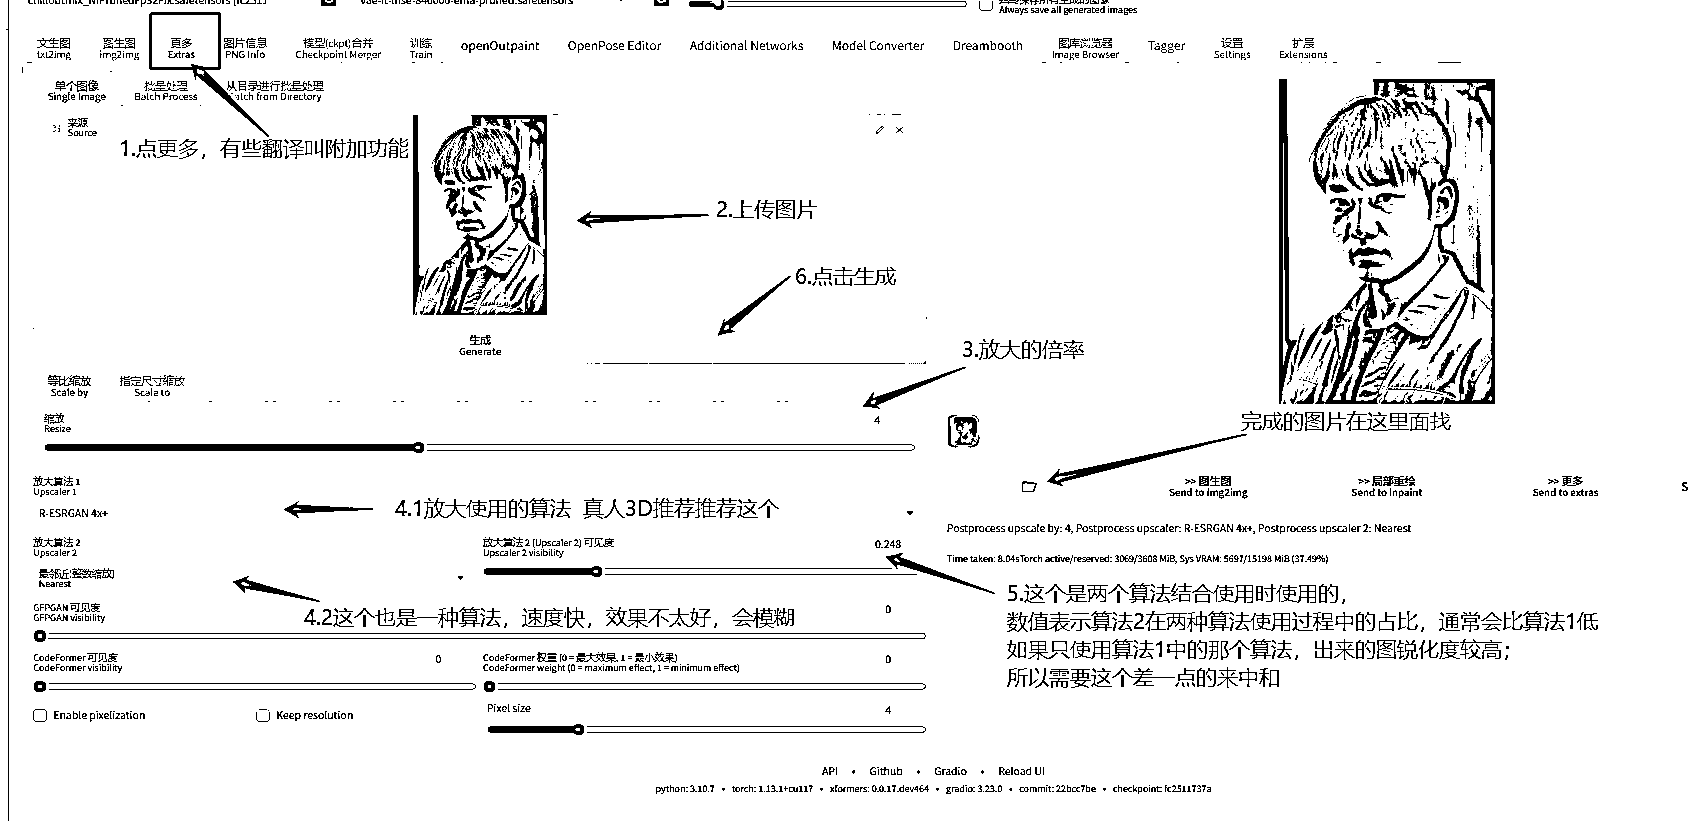 文生图 图生图 更多 图片信息 模型(ckpt)合并 训练 openOutpaint OpenPose Editor Additional Networks Model Converter Dreambooth 图库浏览器 Tagger 设置 扩展
txt2img img2img Extras PNG Info Checkpoint Merger Train Image Browser Settings Extensions
Always save all generated images
单个图像 批量处理 从目录进行批量处理
Single Image Batch Process Batch from Directory
来源
Source
1.点更多，有些翻译叫附加功能
2.上传图片
6.点击生成
生成
Generate
3.放大的倍率
等比缩放 指定尺寸缩放
Scale by Scale to
缩放
Resize
4
完成的图片在这里面找
放大算法 1
Upscaler 1
R-ESRGAN 4x+
4.1放大使用的算法 真人3D推荐推荐这个
>> 图生图 >> 局部重绘 >> 更多
Send to img2img Send to inpaint Send to extras
S
Postprocess upscale by: 4, Postprocess upscaler: R-ESRGAN 4x+, Postprocess upscaler 2: Nearest
Time taken: 8.04sTorch active/reserved: 3069/3608 MiB, Sys VRAM: 5697/15198 MiB (37.49%)
放大算法 2
Upscaler 2
最邻近(整数缩放)
Nearest
放大算法 2 (Upscaler 2) 可见度
Upscaler 2 visibility
0.248
4.2这个也是一种算法，速度快，效果不太好，会模糊
5.这个是两个算法结合使用时使用的，
数值表示算法2在两种算法使用过程中的占比，通常会比算法1低
如果只使用算法1中的那个算法，出来的图锐化度较高；
所以需要这个差一点的来中和
GFPGAN 可见度
GFPGAN visibility
0
CodeFormer 可见度
CodeFormer visibility
0
CodeFormer 权重 (0 = 最大效果, 1 = 最小效果)
CodeFormer weight (0 = maximum effect, 1 = minimum effect)
0
Enable pixelization
Keep resolution
Pixel size
4
API • Github • Gradio • Reload UI
python: 3.10.7 • torch: 1.13.1+cu117 • xformers: 0.0.17.dev464 • gradio: 3.23.0 • commit: 22bcc7be • checkpoint: fc2511737a